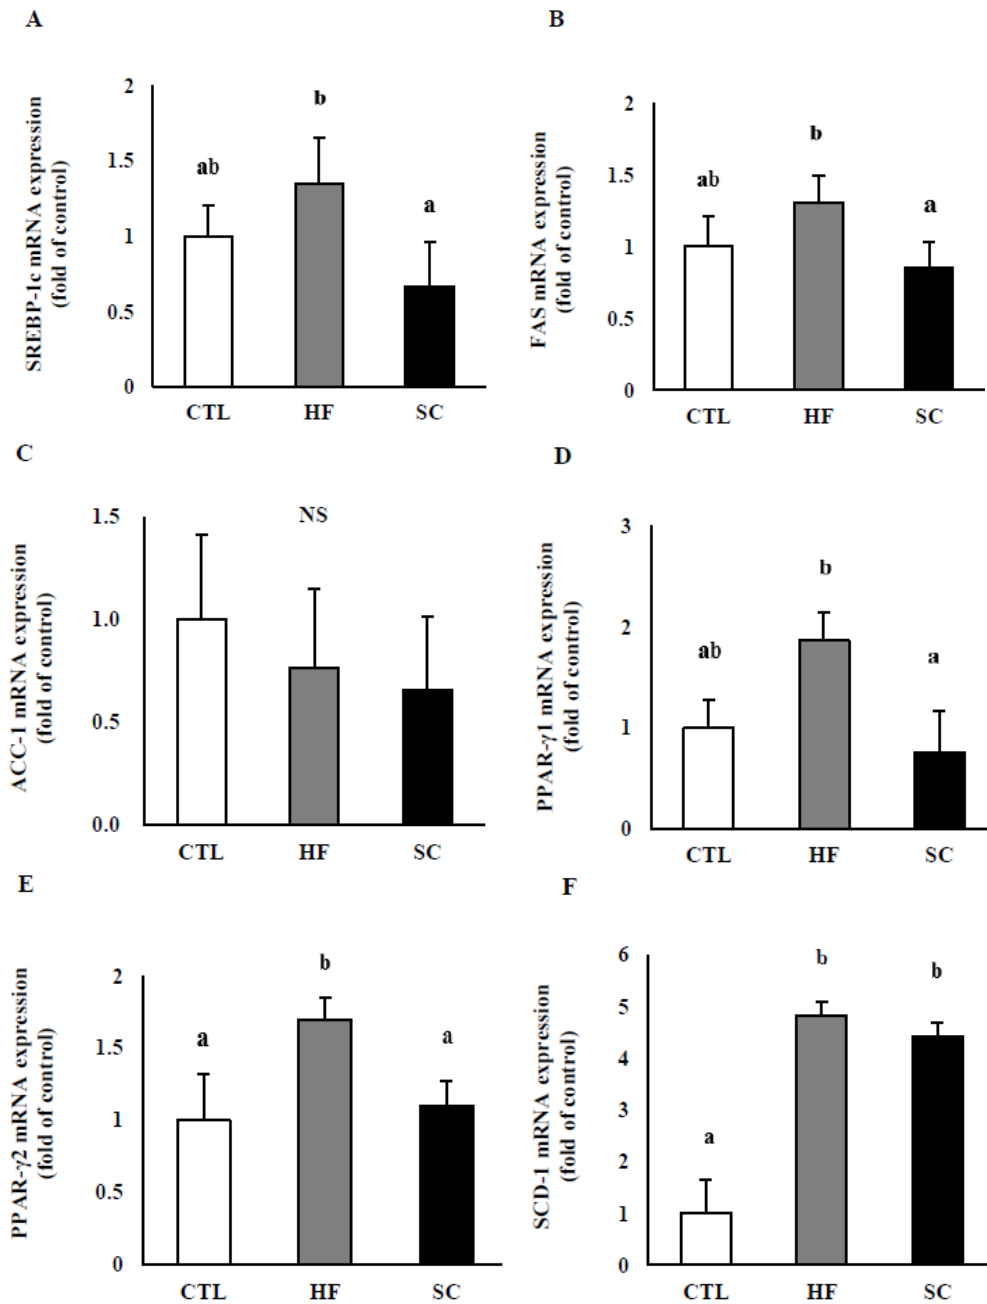 A
SREBP-1c mRNA expression
(fold of control)
2
1.5
1
0.5
0
ab
b
a
CTL HF SC
B
FAS mRNA expression
(fold of control)
2
1.5
1
0.5
0
ab
b
a
CTL HF SC
C
ACC-1 mRNA expression
(fold of control)
1.5
1.0
0.5
0.0
NS
CTL HF SC
D
PPAR-γ1 mRNA expression
(fold of control)
3
2
1
0
ab
b
a
CTL HF SC
E
PPAR-γ2 mRNA expression
(fold of control)
2
1.5
1
0.5
0
a
b
a
CTL HF SC
F
SCD-1 mRNA expression
(fold of control)
6
5
4
3
2
1
0
a
b
b
CTL HF SC